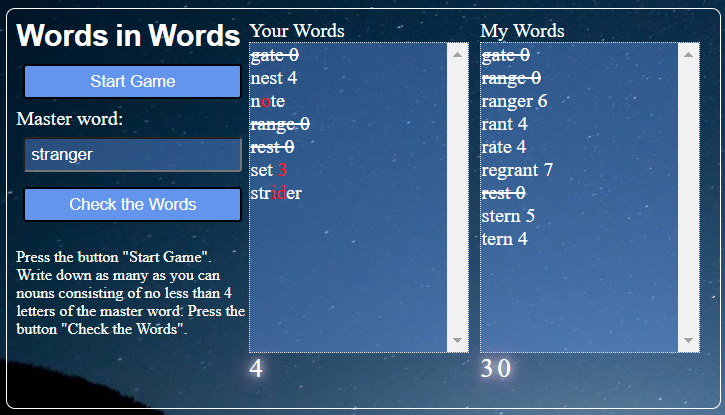 Words in Words
Start Game
Master word:
stranger
Check the Words
Press the button "Start Game".
Write down as many as you can
nouns consisting of no less than 4
letters of the master word. Press the
button "Check the Words".
Your Words
gate 0
nest 4
note
range 0
rest 0
set 3
strider
4
My Words
gate 0
range 0
ranger 6
rant 4
rate 4
regrant 7
rest 0
stern 5
tern 4
30